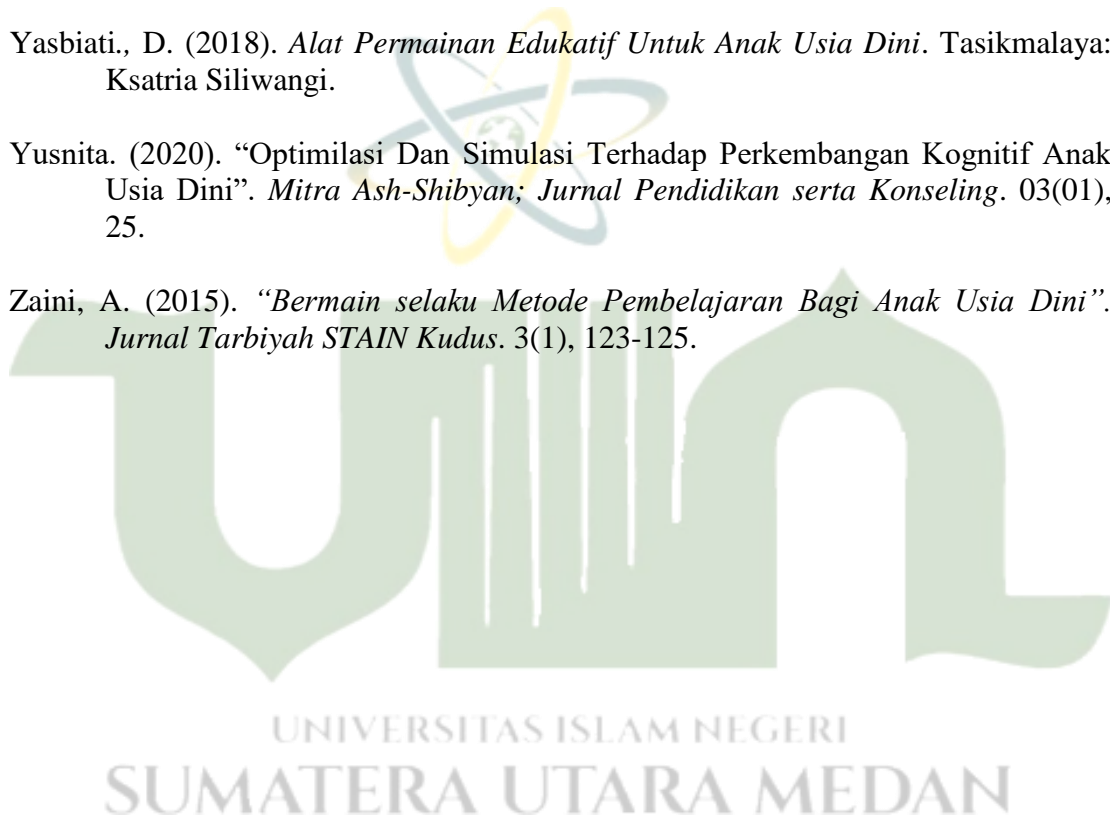 Yasbiati., D. (2018). Alat Permainan Edukatif Untuk Anak Usia Dini. Tasikmalaya:
Ksatria Siliwangi.
Yusnita. (2020). “Optimilasi Dan Simulasi Terhadap Perkembangan Kognitif Anak
Usia Dini”. Mitra Ash-Shibyan; Jurnal Pendidikan serta Konseling. 03(01),
25.
Zaini, A. (2015). “Bermain selaku Metode Pembelajaran Bagi Anak Usia Dini”.
Jurnal Tarbiyah STAIN Kudus. 3(1), 123-125.
UIN
UNIVERSITAS ISLAM NEGERI
SUMATERA UTARA MEDAN